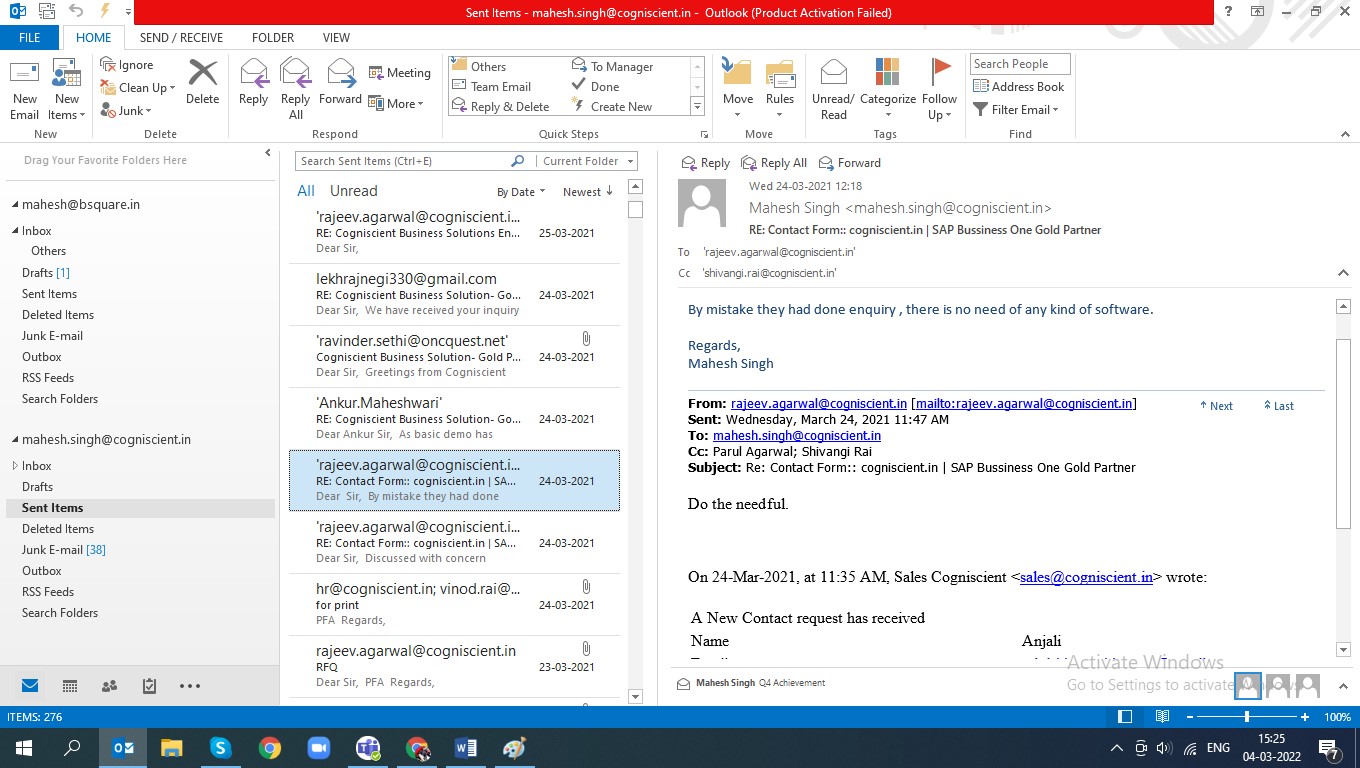 Sent Items - mahesh.singh@cogniscient.in - Outlook (Product Activation Failed)
FILE HOME SEND / RECEIVE FOLDER VIEW
New Email
New Items
New
Ignore
Clean Up
Junk
Delete
Delete
Reply
Reply All
Forward
Meeting
More
Respond
Others
Team Email
Reply & Delete
To Manager
Done
Create New
Quick Steps
Move
Rules
Move
Unread/ Read
Categorize
Follow Up
Tags
Search People
Address Book
Filter Email
Find
Drag Your Favorite Folders Here
mahesh@bsquare.in
Inbox
Others
Drafts [1]
Sent Items
Deleted Items
Junk E-mail
Outbox
RSS Feeds
Search Folders
mahesh.singh@cogniscient.in
Inbox
Drafts
Sent Items
Deleted Items
Junk E-mail [38]
Outbox
RSS Feeds
Search Folders
Search Sent Items (Ctrl+E) Current Folder
All Unread By Date Newest
'rajeev.agarwal@cogniscient.i...
RE: Cogniscient Business Solutions En... 25-03-2021
Dear Sir,
lekhrajnegi330@gmail.com
RE: Cogniscient Business Solution- Go... 24-03-2021
Dear Sir, We have received your inquiry
'ravinder.sethi@oncquest.net'
Cogniscient Business Solution- Gold P... 24-03-2021
Dear Sir, Greetings from Cogniscient
'Ankur.Maheshwari'
RE: Cogniscient Business Solution- Go... 24-03-2021
Dear Ankur Sir, As basic demo has
'rajeev.agarwal@cogniscient.i...
RE: Contact Form:: cogniscient.in | SA... 24-03-2021
Dear Sir, By mistake they had done
'rajeev.agarwal@cogniscient.i...
RE: Contact Form:: cogniscient.in | SA... 24-03-2021
Dear Sir, Discussed with concern
hr@cogniscient.in; vinod.rai@...
for print 24-03-2021
PFA Regards,
rajeev.agarwal@cogniscient.in
RFQ 23-03-2021
Dear Sir, PFA Regards,
Reply Reply All Forward
Wed 24-03-2021 12:18
Mahesh Singh <mahesh.singh@cogniscient.in>
RE: Contact Form:: cogniscient.in | SAP Bussiness One Gold Partner
To 'rajeev.agarwal@cogniscient.in'
Cc 'shivangi.rai@cogniscient.in'
By mistake they had done enquiry , there is no need of any kind of software.
Regards,
Mahesh Singh
From: rajeev.agarwal@cogniscient.in [mailto:rajeev.agarwal@cogniscient.in] Next Last
Sent: Wednesday, March 24, 2021 11:47 AM
To: mahesh.singh@cogniscient.in
Cc: Parul Agarwal; Shivangi Rai
Subject: Re: Contact Form:: cogniscient.in | SAP Bussiness One Gold Partner
Do the needful.
On 24-Mar-2021, at 11:35 AM, Sales Cogniscient <sales@cogniscient.in> wrote:
A New Contact request has received
Name Anjali
Activate Windows
Go to Settings to activate Windows.
Mahesh Singh Q4 Achievement
ITEMS: 276 100%
ENG 15:25
04-03-2022
7